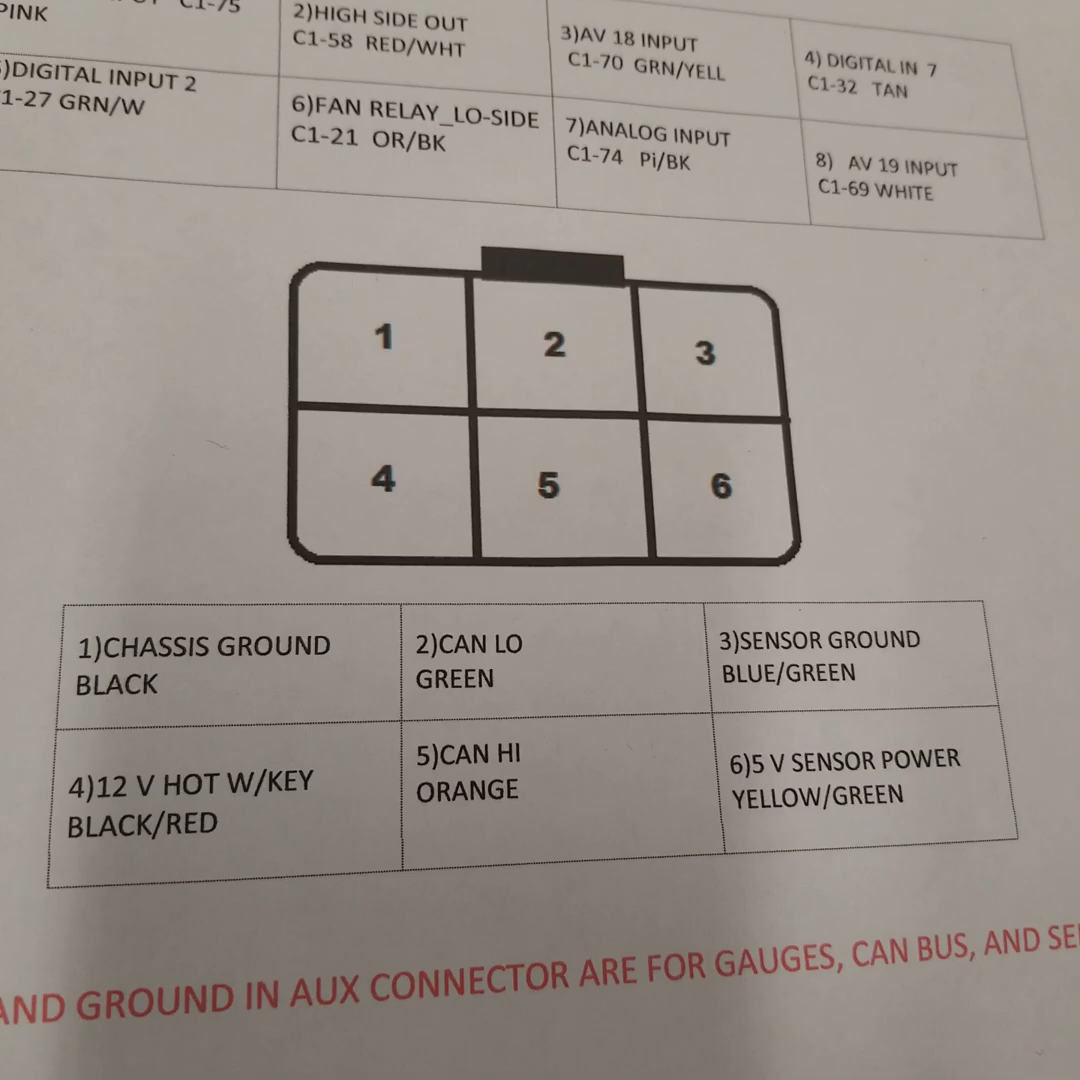 C1-75
PINK
2)HIGH SIDE OUT
C1-58 RED/WHT
3)AV 18 INPUT
C1-70 GRN/YELL
4) DIGITAL IN 7
C1-32 TAN
)DIGITAL INPUT 2
1-27 GRN/W
6)FAN RELAY_LO-SIDE
C1-21 OR/BK
7)ANALOG INPUT
C1-74 Pi/BK
8) AV 19 INPUT
C1-69 WHITE
1
2
3
4
5
6
1)CHASSIS GROUND
BLACK
2)CAN LO
GREEN
3)SENSOR GROUND
BLUE/GREEN
4)12 V HOT W/KEY
BLACK/RED
5)CAN HI
ORANGE
6)5 V SENSOR POWER
YELLOW/GREEN
AND GROUND IN AUX CONNECTOR ARE FOR GAUGES, CAN BUS, AND